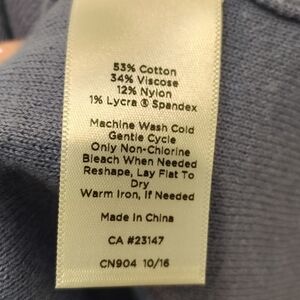 53% Cotton
34% Viscose
12% Nylon
1% Lycra ® Spandex
Machine Wash Cold
Gentle Cycle
Only Non-Chlorine
Bleach When Needed
Reshape, Lay Flat To
Dry
Warm Iron, If Needed
Made In China
CA #23147
CN904 10/16